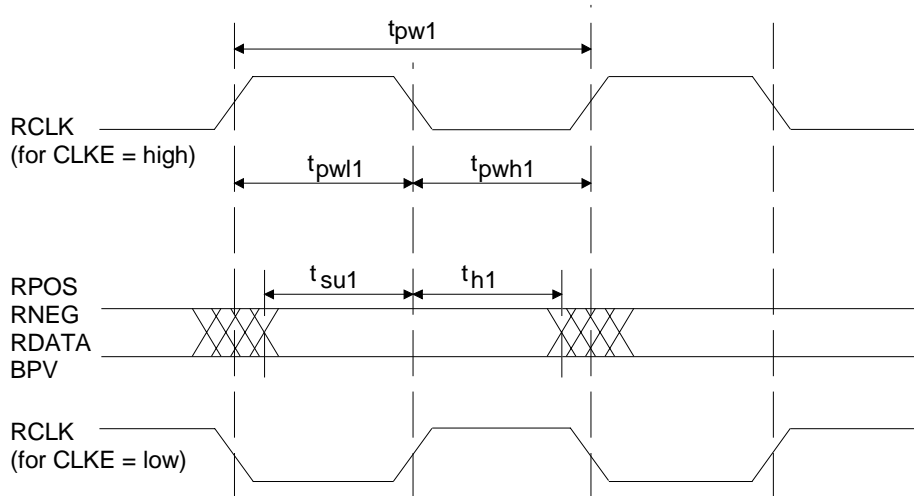 tpw1
RCLK
(for CLKE = high)
tpwl1
tpwh1
tsu1
th1
RPOS
RNEG
RDATA
BPV
RCLK
(for CLKE = low)